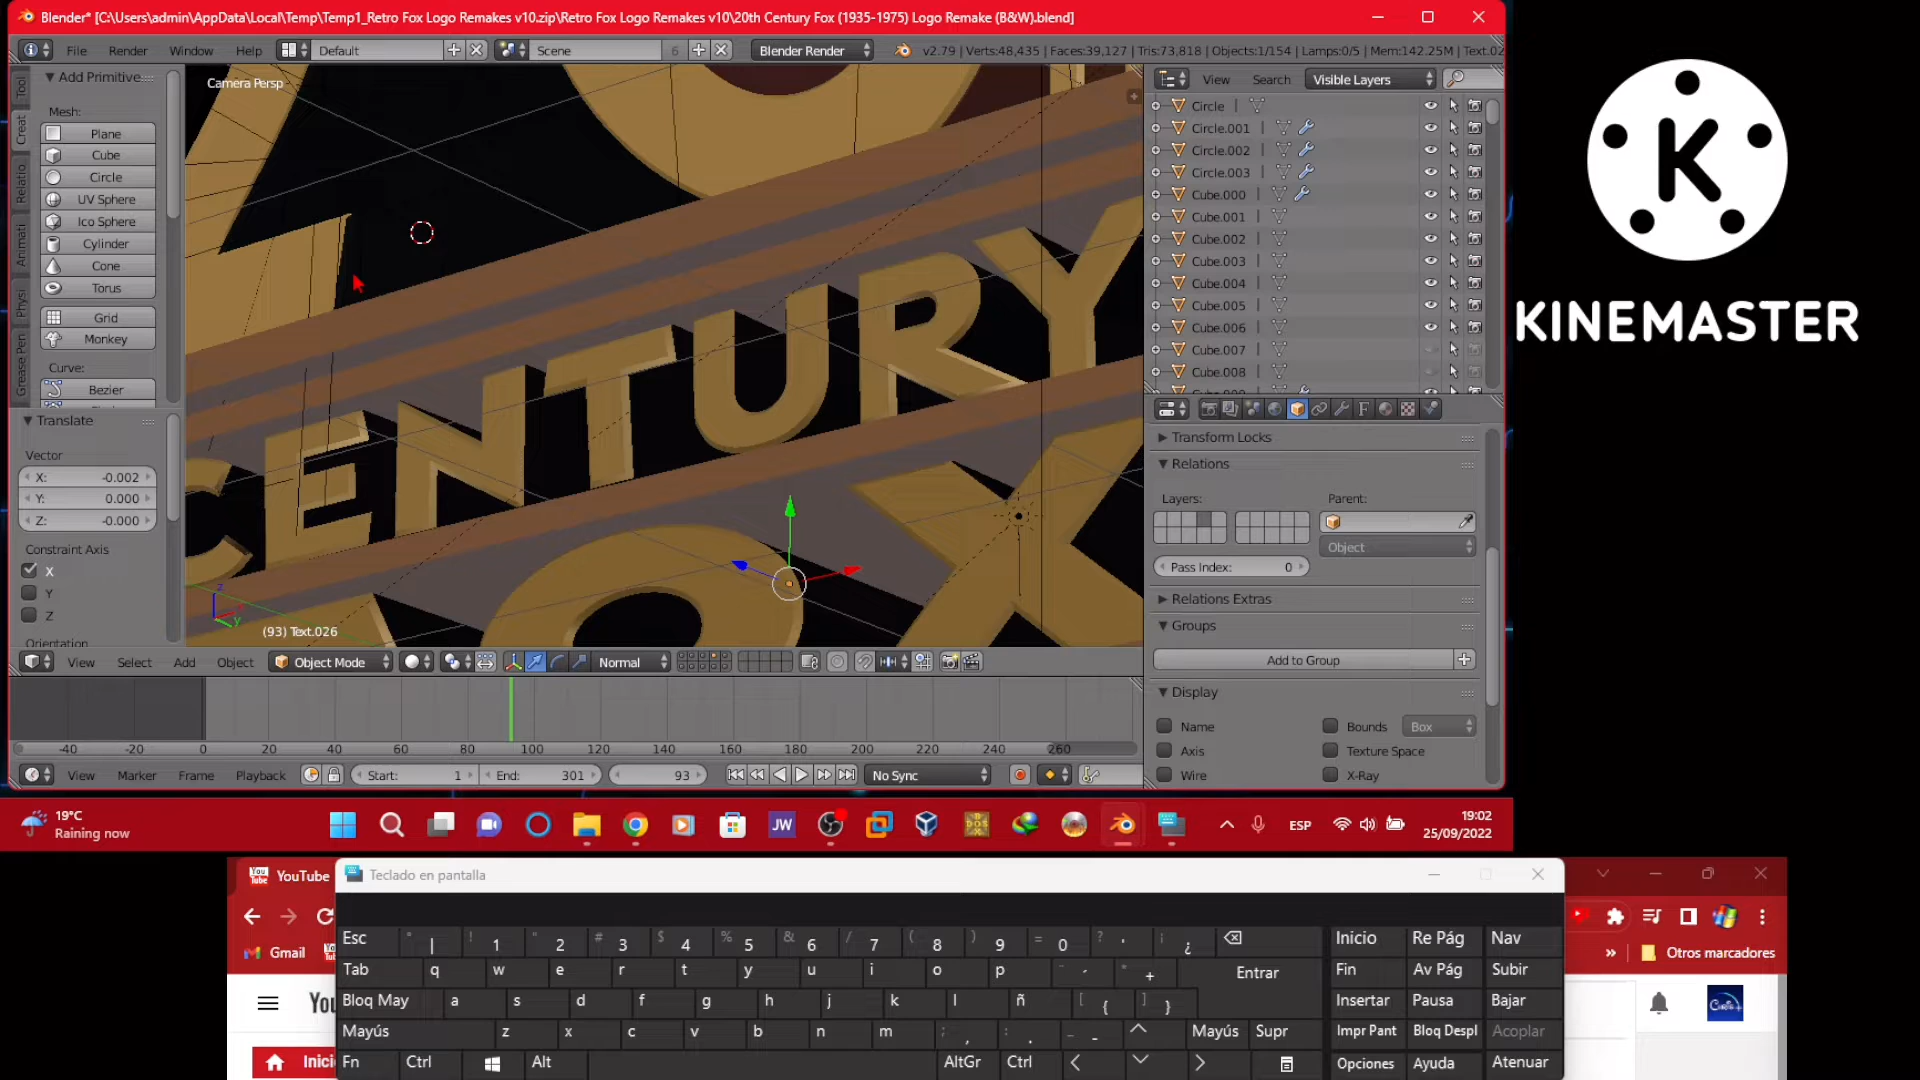 Blender* [C:\Users\admin\AppData\Local\Temp\Temp1_Retro Fox Logo Remakes v10.zip\Retro Fox Logo Remakes v10\20th Century Fox (1935-1975) Logo Remake (B&W).blend]
File Render Window Help Default Scene 6 Blender Render v2.79 | Verts:48,435 | Faces:39,127 | Tris:73,818 | Objects:1/154 | Lamps:0/5 | Mem:142.25M | Text.02
Add Primitive
Mesh:
Plane
Cube
Circle
UV Sphere
Ico Sphere
Cylinder
Cone
Torus
Grid
Monkey
Curve:
Bezier
Tool
Creat
Relatio
Animati
Physi
Grease Pen
Translate
Vector
X: -0.002
Y: 0.000
Z: -0.000
Constraint Axis
X
Y
Z
Orientation
Camera Persp
CENTURY
(93) Text.026
View Search Visible Layers
Circle
Circle.001
Circle.002
Circle.003
Cube.000
Cube.001
Cube.002
Cube.003
Cube.004
Cube.005
Cube.006
Cube.007
Cube.008
Transform Locks
Relations
Layers: Parent:
Object
Pass Index: 0
Relations Extras
Groups
Add to Group
Display
Name Bounds Box
Axis Texture Space
Wire X-Ray
View Select Add Object Object Mode Normal
-40 -20 0 20 40 60 80 100 120 140 160 180 200 220 240 260
View Marker Frame Playback Start: 1 End: 301 93 No Sync
K
KINEMASTER
19°C
Raining now
JW
ESP
19:02
25/09/2022
YouTube
Gmail
Otros marcadores
Inici
Teclado en pantalla
Esc ° | ! 1 " 2 # 3 $ 4 % 5 & 6 / 7 ( 8 ) 9 = 0 ? ' ¡ ¿ Inicio Re Pág Nav
Tab q w e r t y u i o p ¨ ´ * + Entrar Fin Av Pág Subir
Bloq May a s d f g h j k l ñ [ { ] } Insertar Pausa Bajar
Mayús z x c v b n m ; , : . _ - Mayús Supr Impr Pant Bloq Despl Acoplar
Fn Ctrl Alt AltGr Ctrl Opciones Ayuda Atenuar